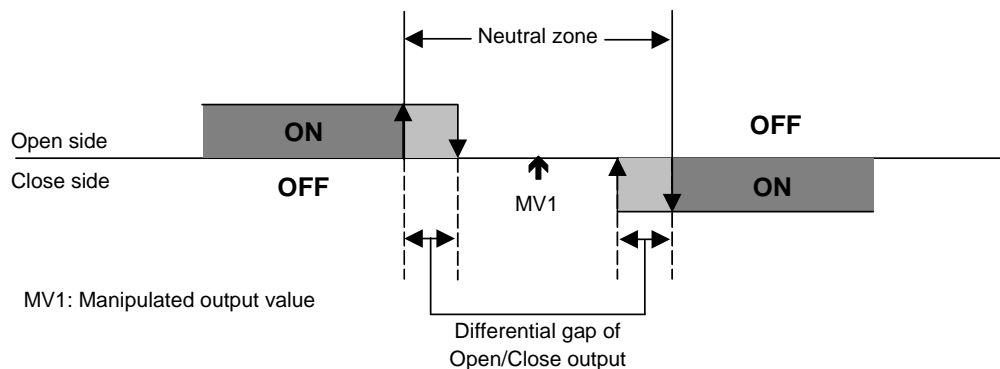 Neutral zone
ON
OFF
Open side
Close side
OFF
ON
MV1
MV1: Manipulated output value
Differential gap of
Open/Close output